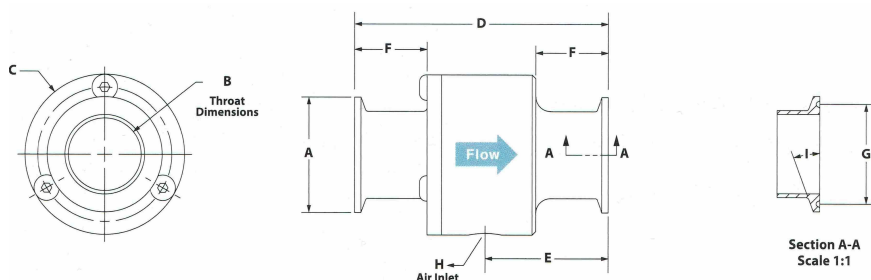 D
F
F
C
B
Throat
Dimensions
A
Flow
A
A
I
G
H
Air Inlet
E
Section A-A
Scale 1:1